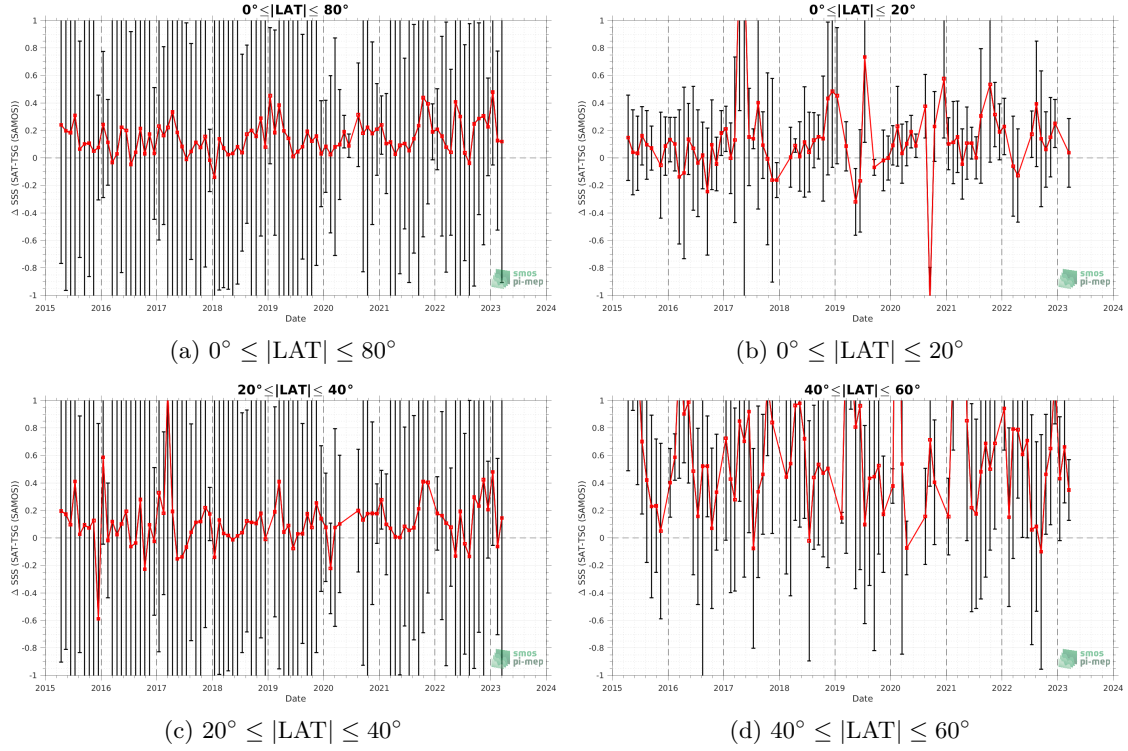 0°≤|LAT|≤ 80°
1
0.8
0.6
0.4
0.2
0
-0.2
-0.4
-0.6
-0.8
-1
Δ SSS (SAT-TSG (SAMOS))
2015 2016 2017 2018 2019 2020 2021 2022 2023 2024
Date
smos
pi-mep
(a) 0° ≤ |LAT| ≤ 80°
0°≤|LAT|≤ 20°
1
0.8
0.6
0.4
0.2
0
-0.2
-0.4
-0.6
-0.8
-1
Δ SSS (SAT-TSG (SAMOS))
2015 2016 2017 2018 2019 2020 2021 2022 2023 2024
Date
smos
pi-mep
(b) 0° ≤ |LAT| ≤ 20°
20°≤|LAT|≤ 40°
1
0.8
0.6
0.4
0.2
0
-0.2
-0.4
-0.6
-0.8
-1
Δ SSS (SAT-TSG (SAMOS))
2015 2016 2017 2018 2019 2020 2021 2022 2023 2024
Date
smos
pi-mep
(c) 20° ≤ |LAT| ≤ 40°
40°≤|LAT|≤ 60°
1
0.8
0.6
0.4
0.2
0
-0.2
-0.4
-0.6
-0.8
-1
Δ SSS (SAT-TSG (SAMOS))
2015 2016 2017 2018 2019 2020 2021 2022 2023 2024
Date
smos
pi-mep
(d) 40° ≤ |LAT| ≤ 60°